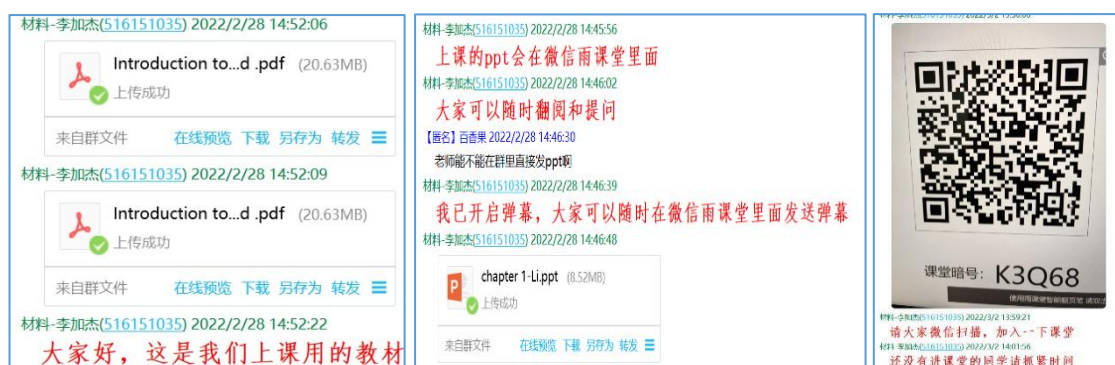 材料-李加杰(516151035) 2022/2/28 14:52:06
Introduction to...d .pdf (20.63MB)
上传成功
来自群文件 在线预览 下载 另存为 转发
材料-李加杰(516151035) 2022/2/28 14:52:09
Introduction to...d .pdf (20.63MB)
上传成功
来自群文件 在线预览 下载 另存为 转发
材料-李加杰(516151035) 2022/2/28 14:52:22
大家好，这是我们上课用的教材
材料-李加杰(516151035) 2022/2/28 14:45:56
上课的ppt会在微信雨课堂里面
材料-李加杰(516151035) 2022/2/28 14:46:02
大家可以随时翻阅和提问
【匿名】百香果 2022/2/28 14:46:30
老师能不能在群里直接发ppt啊
材料-李加杰(516151035) 2022/2/28 14:46:39
我已开启弹幕，大家可以随时在微信雨课堂里面发送弹幕
材料-李加杰(516151035) 2022/2/28 14:46:48
chapter 1-Li.ppt (8.52MB)
上传成功
来自群文件 在线预览 下载 另存为 转发
课堂暗号: K3Q68
材料-李加杰(516151035) 2022/3/2 13:59:21
请大家微信扫描，加入一下课堂
材料-李加杰(516151035) 2022/3/2 14:01:56
还没有进课堂的同学请抓紧时间